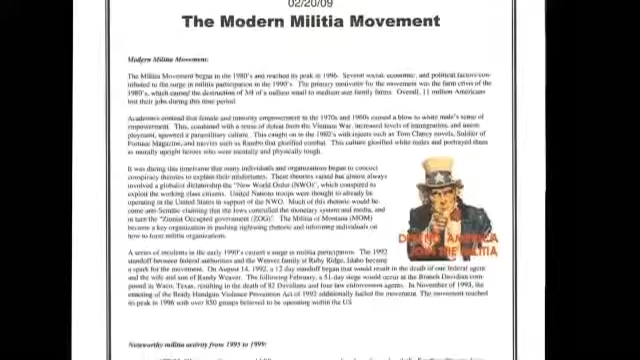 02/20/09
The Modern Militia Movement
Modern Militia Movement:
The Militia Movement began in the 1980's and reached its peak in 1996. Several social, economic, and political factors con-
tributed to the surge in militia participation in the 1990's. The primary motivator for the movement was the farm crisis of the
1980's, which caused the destruction of 3/4 of a million small to medium size family farms. Overall, 11 million Americans
lost their jobs during this time period.
Academics contend that female and minority empowerment in the 1970s and 1960s caused a blow to white male's sense of
empowerment. This, combined with a sense of defeat from the Vietnam War, increased levels of immigration, and unem-
ployment, spawned a paramilitary culture. This caught on in the 1980's with injects such as Tom Clancy novels, Soldier of
Fortune Magazine, and movies such as Rambo that glorified combat. This culture glorified white males and portrayed them
as morally upright heroes who were mentally and physically tough.
It was during this timeframe that many individuals and organizations began to concoct
conspiracy theories to explain their misfortunes. These theories varied but almost always
involved a globalist dictatorship the "New World Order (NWO)", which conspired to
exploit the working class citizens. United Nations troops were thought to already be
operating in the United States in support of the NWO. Much of this rhetoric would be-
come anti-Semitic claiming that the Jews controlled the monetary system and media, and
in turn the "Zionist Occupied government (ZOG)". The Militia of Montana (MOM)
became a key organization in pushing rightwing rhetoric and informing individuals on
how to form militia organizations.
THE MILITIA
A series of incidents in the early 1990's caused a surge in militia participation. The 1992
standoff between federal authorities and the Weaver family at Ruby Ridge, Idaho became
a spark for the movement. On August 14, 1992, a 12 day standoff began that would result in the death of one federal agent
and the wife and son of Randy Weaver. The following February, a 51-day siege would occur at the Branch Davidian com-
pound in Waco, Texas, resulting in the death of 82 Davidians and four law enforcement agents. In November of 1993, the
enacting of the Brady Handgun Violence Prevention Act of 1992 additionally fueled the movement. The movement reached
its peak in 1996 with over 850 groups believed to be operating within the US
Noteworthy militia activity from 1995 to 1999: